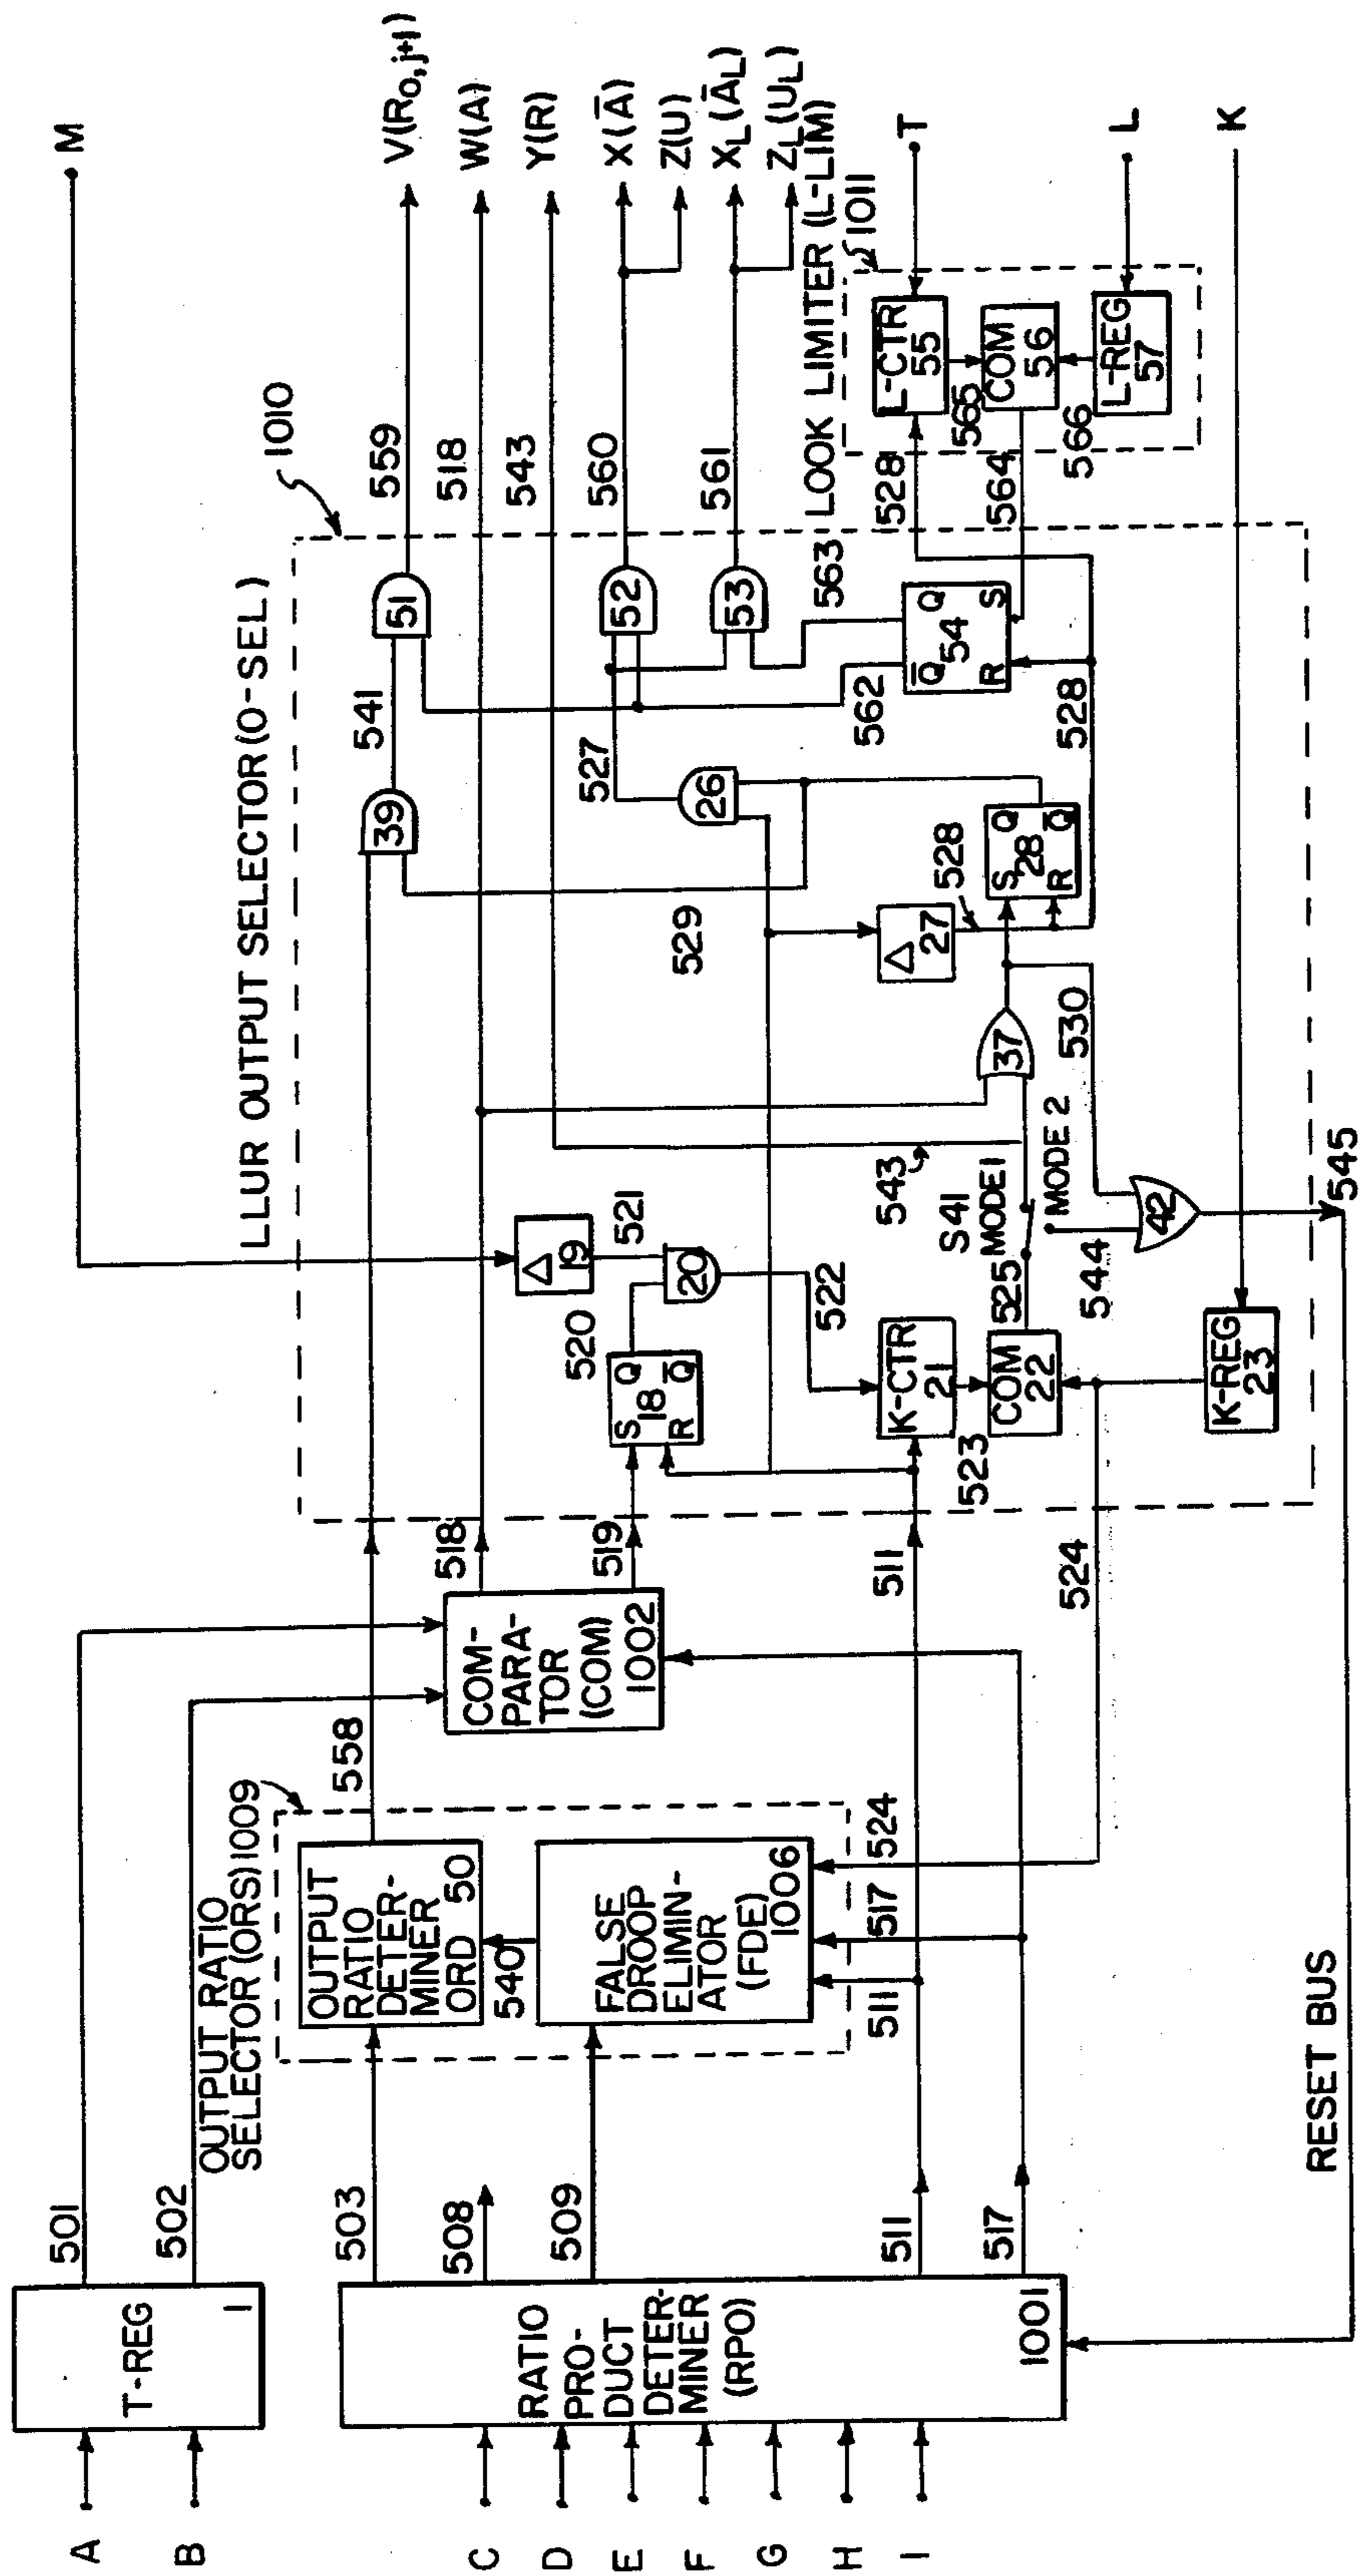 A
B
C
D
E
F
G
H
I
T-REG
1
RATIO
PRO-
DUCT
DETER-
MINER
(RPO)
1001
501
502
503
508
509
511
517
OUTPUT RATIO
SELECTOR (ORS) 1009
OUTPUT
RATIO
DETER-
MINER
ORD 50
540
FALSE
DROOP
ELIMIN-
ATOR
(FDE)
1006
511
517
524
558
COM-
PARA-
TOR
(COM)
1002
518
519
511
524
RESET BUS
545
LLUR OUTPUT SELECTOR (O-SEL)
1010
S Q
18
R Q̅
520
Δ
19
521
20
522
K-CTR
21
523
COM
22
525
K-REG
23
S41
MODE 1
MODE 2
543
544
42
37
530
529
Δ
27
528
S Q
28
R Q̅
26
527
39
541
51
52
53
562
563
Q̅ Q
54
R S
528
559
518
543
560
561
528
564
LOOK LIMITER (L-LIM)
1011
L-CTR
55
565
COM
56
566
L-REG
57
M
V(R0,j+1)
W(A)
Y(R)
X(A̅)
Z(U)
XL(A̅L)
ZL(UL)
T
L
K